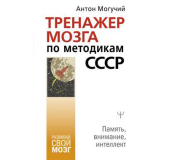 Антон Могучий
ТРЕНАЖЕР
МОЗГА
ПО МЕТОДИКАМ
СССР
Память,
внимание,
интеллект
РАЗВИВАЙ
СВОЙ
МОЗГ